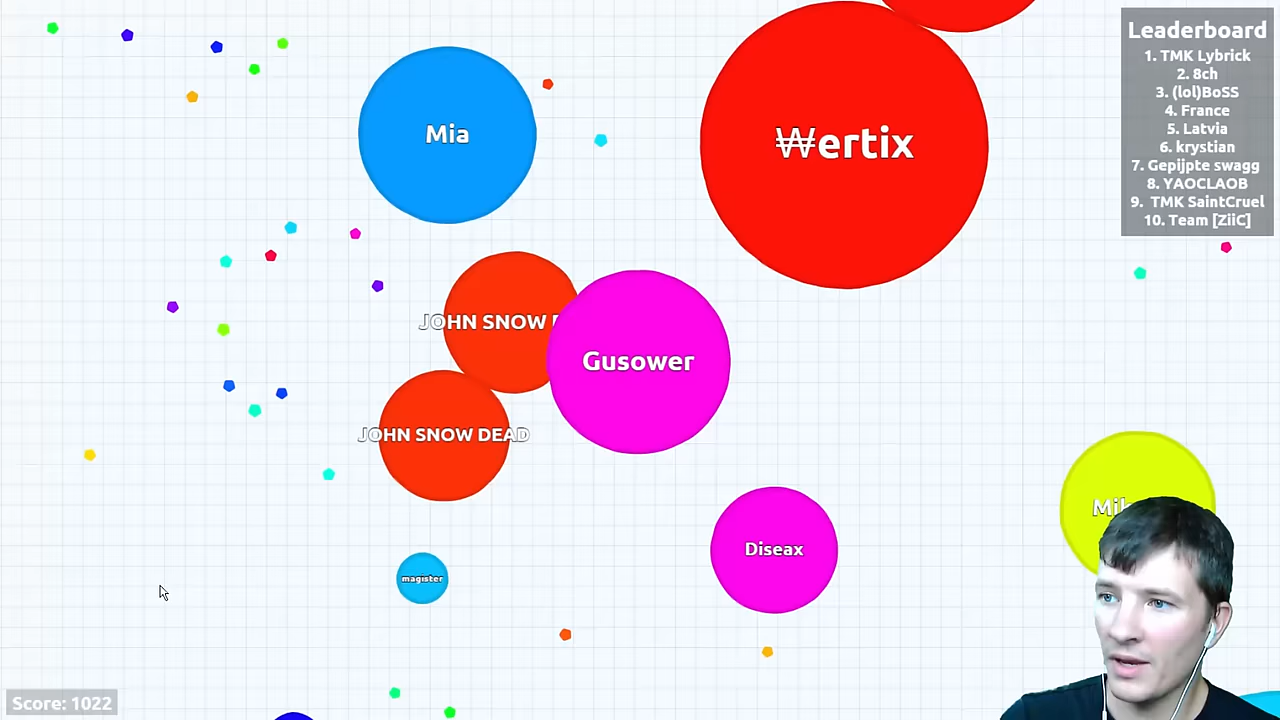 Leaderboard
1. TMK Lybrick
2. 8ch
3. (lol)BoSS
4. France
5. Latvia
6. krystian
7. Gepijpte swagg
8. YAOCLAOB
9. TMK SaintCruel
10. Team [ZiiC]
Mia
₩ertix
JOHN SNOW
Gusower
JOHN SNOW DEAD
Diseax
magister
Score: 1022